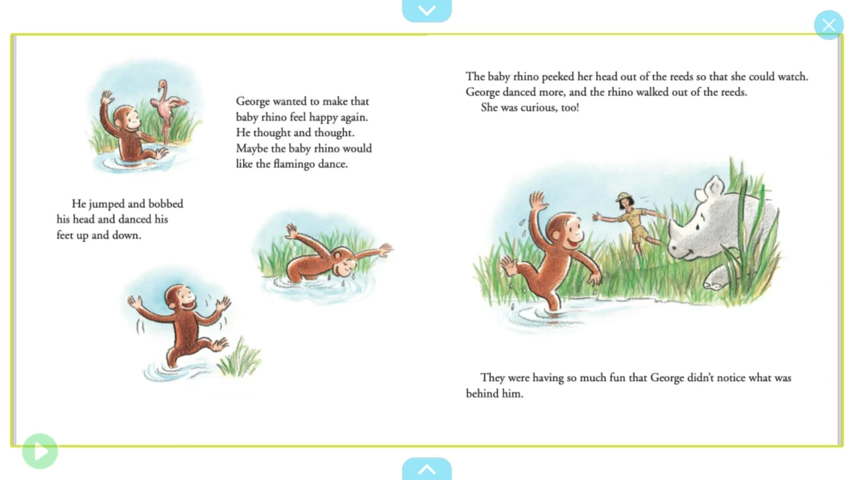 George wanted to make that
baby rhino feel happy again.
He thought and thought.
Maybe the baby rhino would
like the flamingo dance.
He jumped and bobbed
his head and danced his
feet up and down.
The baby rhino peeked her head out of the reeds so that she could watch.
George danced more, and the rhino walked out of the reeds.
She was curious, too!
They were having so much fun that George didn't notice what was
behind him.